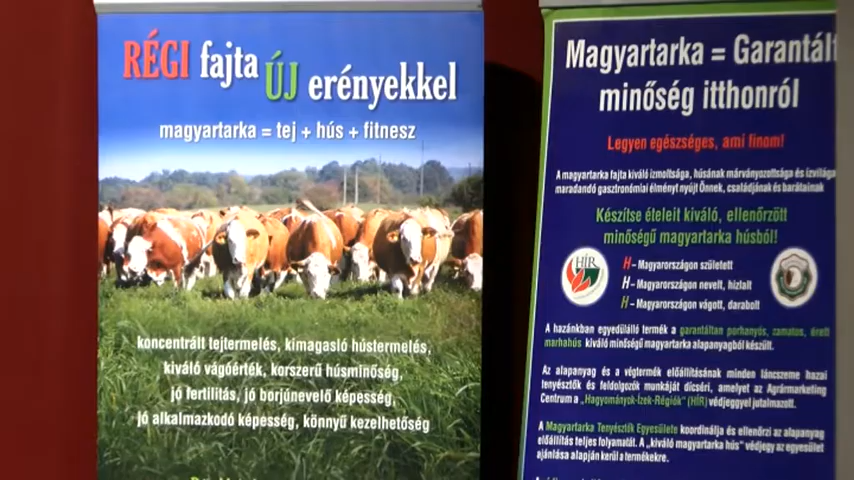 RÉGI fajta ÚJ erényekkel
magyartarka = tej + hús + fitnesz
koncentrált tejtermelés, kimagasló hústermelés,
kiváló vágóérték, korszerű húsminőség,
jó fertilitás, jó borjúnevelő képesség,
jó alkalmazkodó képesség, könnyű kezelhetőség
Magyartarka = Garantált
minőség itthonról
Legyen egészséges, ami finom!
A magyartarka fajta kiváló izmoltsága, húsának márványozottsága és ízvilága
maradandó gasztronómiai élményt nyújt Önnek, családjának és barátainak
Készítse ételeit kiváló, ellenőrzött
minőségű magyartarka húsból!
HÍR
H – Magyarországon született
H – Magyarországon nevelt, hizlalt
H – Magyarországon vágott, darabolt
A hazánkban egyedülálló termék a garantáltan porhanyós, zamatos, érett
marhahús kiváló minőségű magyartarka alapanyagból készült.
Az alapanyag és a végtermék előállításának minden láncszeme hazai
tenyésztők és feldolgozók munkáját dícséri, amelyet az Agrármarketing
Centrum a „Hagyományok-Ízek-Régiók” (HÍR) védjeggyel jutalmazott.
A Magyartarka Tenyésztők Egyesülete koordinálja és ellenőrzi az alapanyag
előállítás teljes folyamatát. A „kiváló magyartarka hús” védjegy az egyesület
ajánlása alapján kerül a termékekre.